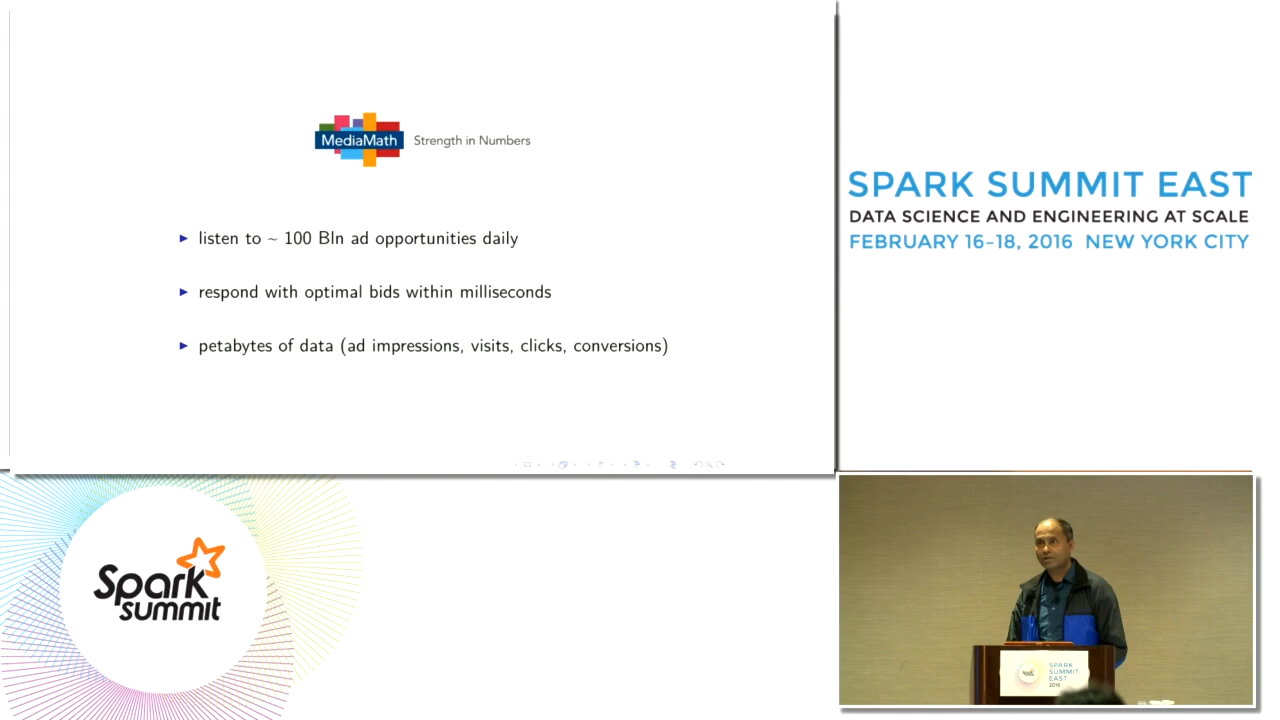 MediaMath Strength in Numbers
▶ listen to ~ 100 Bln ad opportunities daily
▶ respond with optimal bids within milliseconds
▶ petabytes of data (ad impressions, visits, clicks, conversions)
SPARK SUMMIT EAST
DATA SCIENCE AND ENGINEERING AT SCALE
FEBRUARY 16–18, 2016 NEW YORK CITY
Spark
summit
SPARK
SUMMIT
EAST
2016